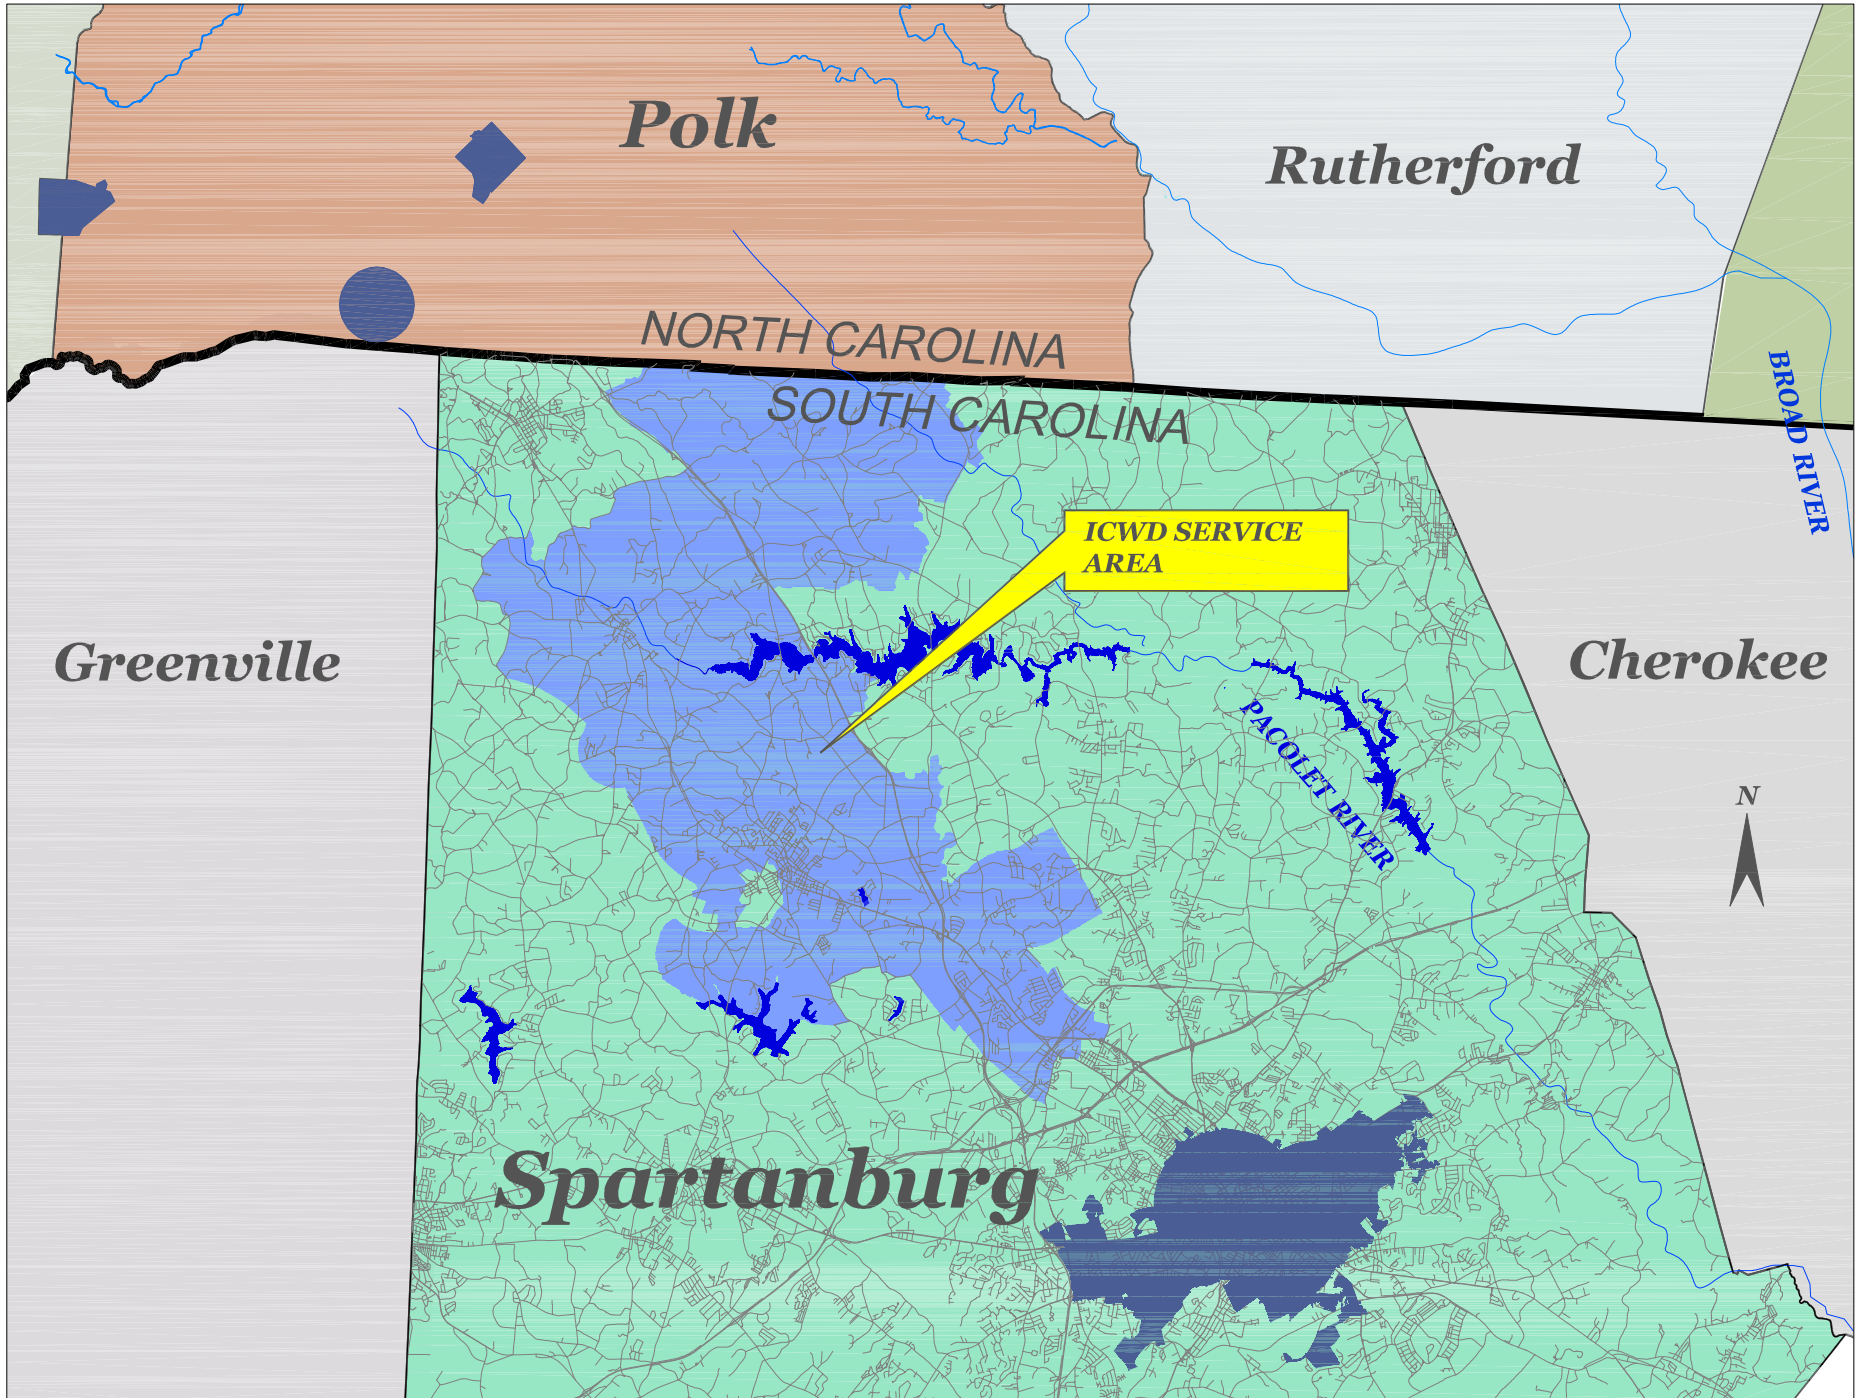 Polk
Rutherford
NORTH CAROLINA
SOUTH CAROLINA
BROAD RIVER
ICWD SERVICE
AREA
Greenville
Cherokee
PACOLET RIVER
N
Spartanburg